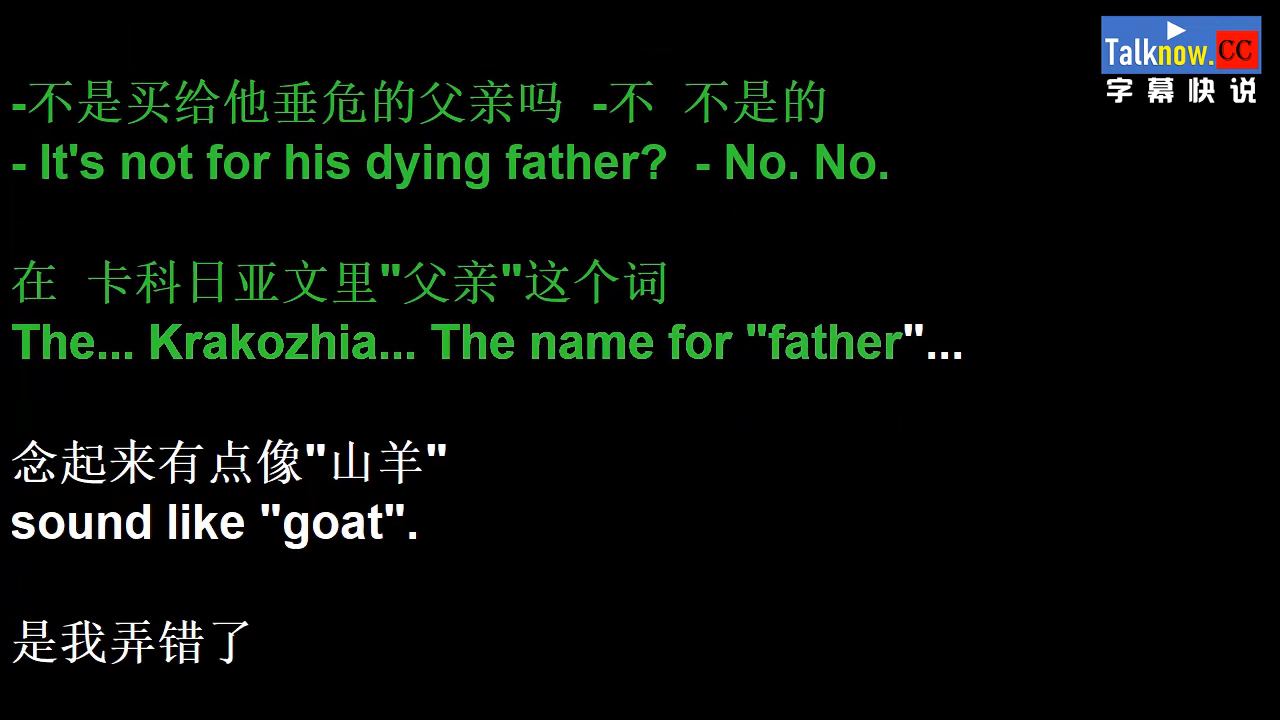 Talknow.CC
字幕快说
-不是买给他垂危的父亲吗 -不 不是的
- It's not for his dying father? - No. No.
在 卡科日亚文里"父亲"这个词
The... Krakozhia... The name for "father"...
念起来有点像"山羊"
sound like "goat".
是我弄错了